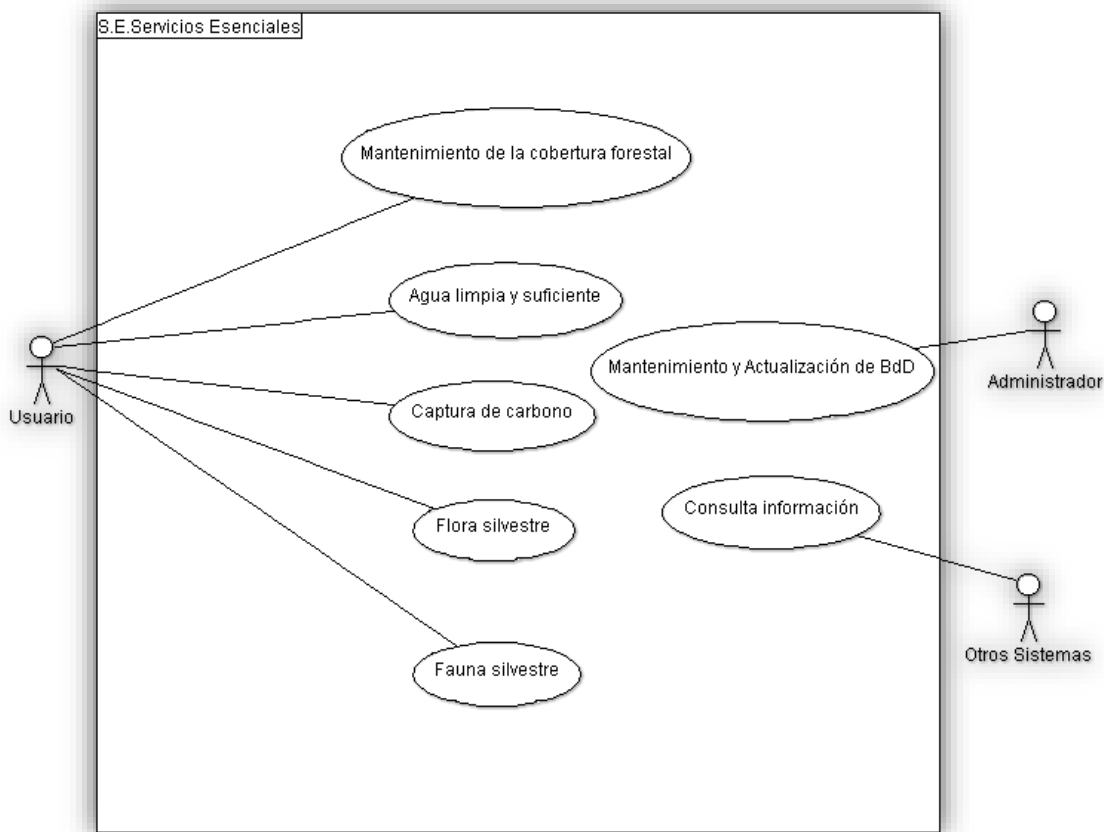 S.E.Servicios Esenciales
Mantenimiento de la cobertura forestal
Agua limpia y suficiente
Mantenimiento y Actualización de BdD
Administrador
Usuario
Captura de carbono
Consulta información
Flora silvestre
Otros Sistemas
Fauna silvestre